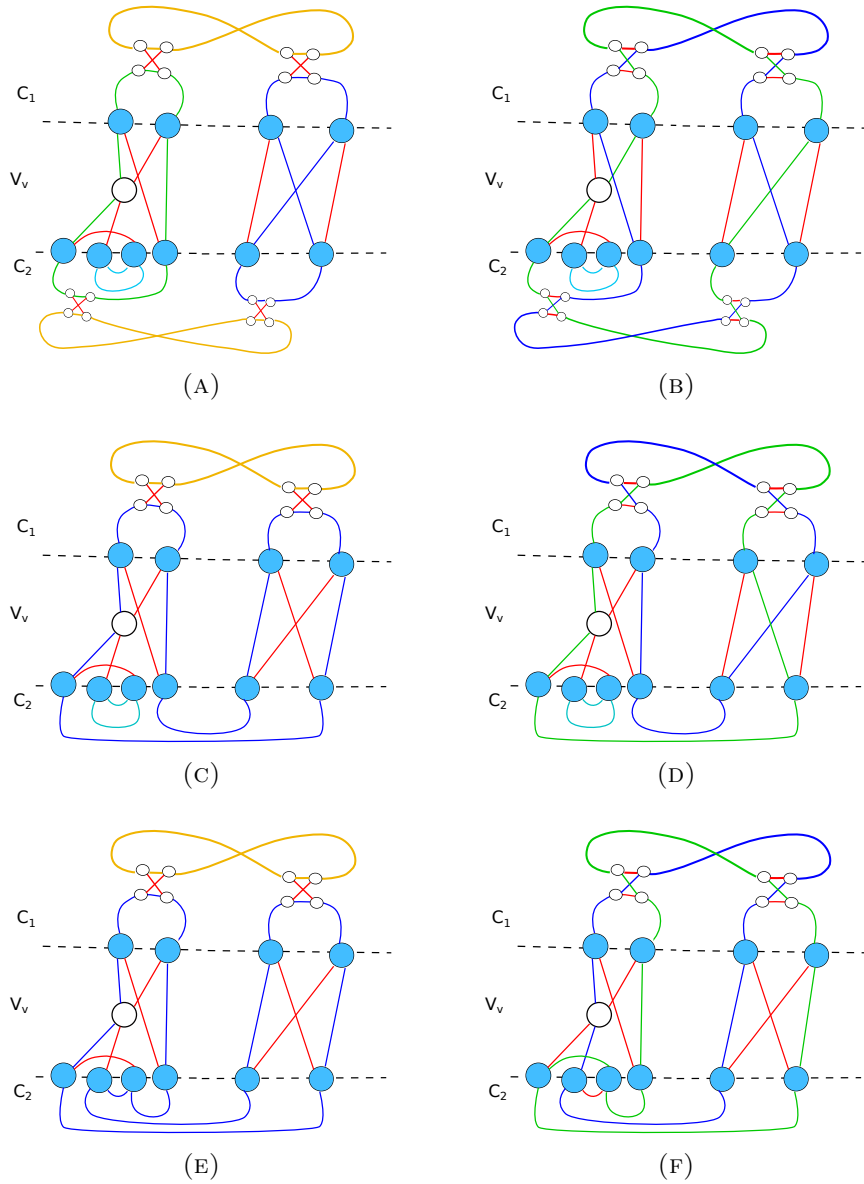 C₁ C₁
Vᵥ Vᵥ
C₂ C₂
(A) (B)
C₁ C₁
Vᵥ Vᵥ
C₂ C₂
(C) (D)
C₁ C₁
Vᵥ Vᵥ
C₂ C₂
(E) (F)